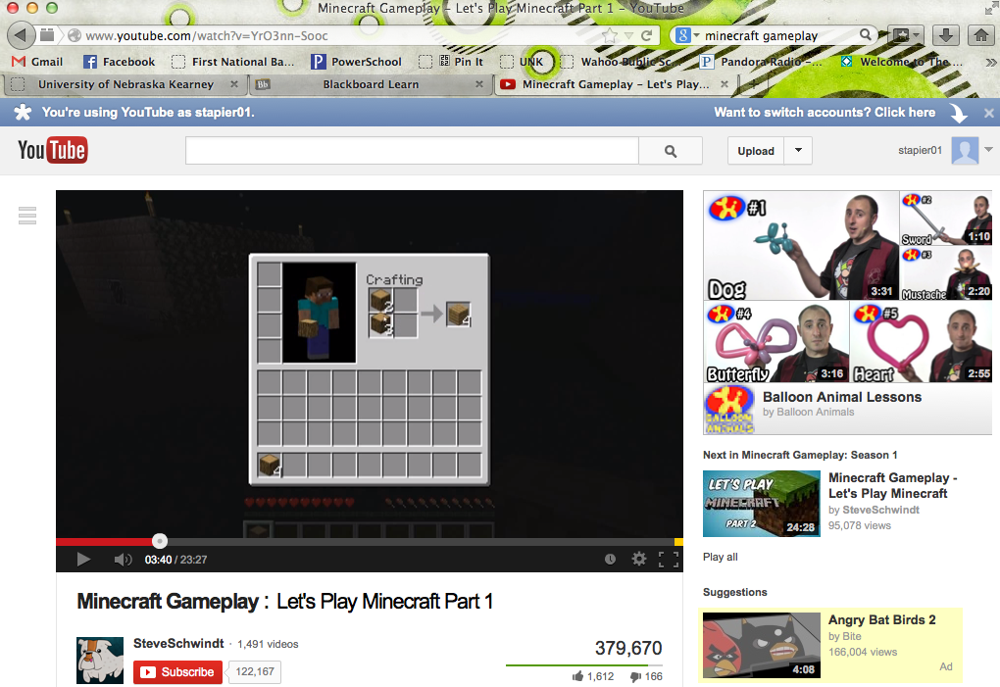 Minecraft Gameplay - Let's Play Minecraft Part 1 - YouTube
www.youtube.com/watch?v=YrO3nn-Sooc
minecraft gameplay
Gmail Facebook First National Ba... PowerSchool Pin It UNK Wahoo Public Sc... Pandora Radio -... Welcome to The ... »
University of Nebraska Kearney × Bb Blackboard Learn × Minecraft Gameplay - Let's Play... × +
You're using YouTube as stapier01. Want to switch accounts? Click here ×
YouTube Upload stapier01
#1 Dog 3:31
#2 Sword 1:10
#3 Mustache 2:20
#4 Butterfly 3:16
#5 Heart 2:55
BALLOON ANIMALS
Balloon Animal Lessons
by Balloon Animals
Crafting
2
3
4
4
03:40 / 23:27
Minecraft Gameplay : Let's Play Minecraft Part 1
SteveSchwindt · 1,491 videos
Subscribe 122,167
379,670
1,612 166
Next in Minecraft Gameplay: Season 1
LET'S PLAY
MINECRAFT
PART 2
24:28
Minecraft Gameplay -
Let's Play Minecraft
by SteveSchwindt
95,078 views
Play all
Suggestions
4:08
Angry Bat Birds 2
by Bite
166,004 views
Ad